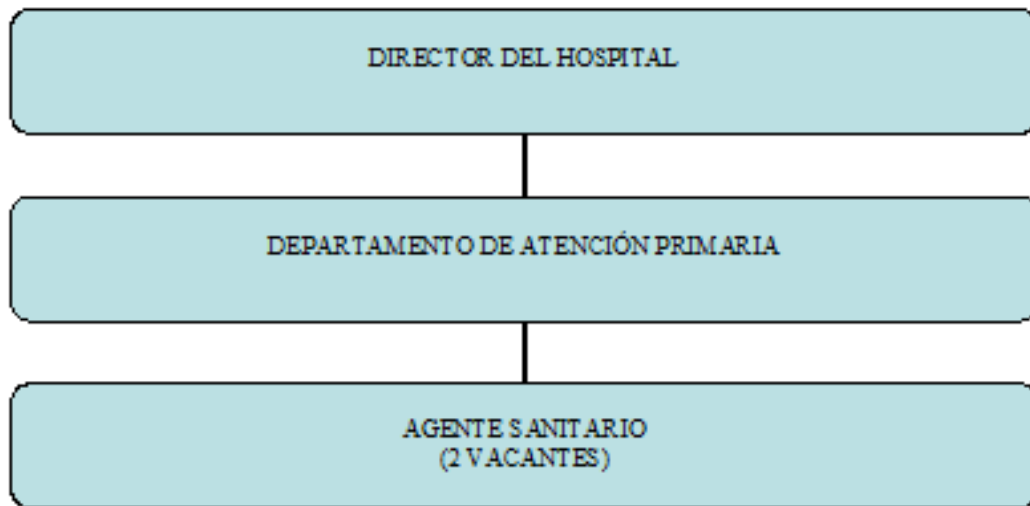 DIRECTOR DEL HOSPITAL
DEPARTAMENTO DE ATENCIÓN PRIMARIA
AGENTE SANITARIO
(2 VACANTES)